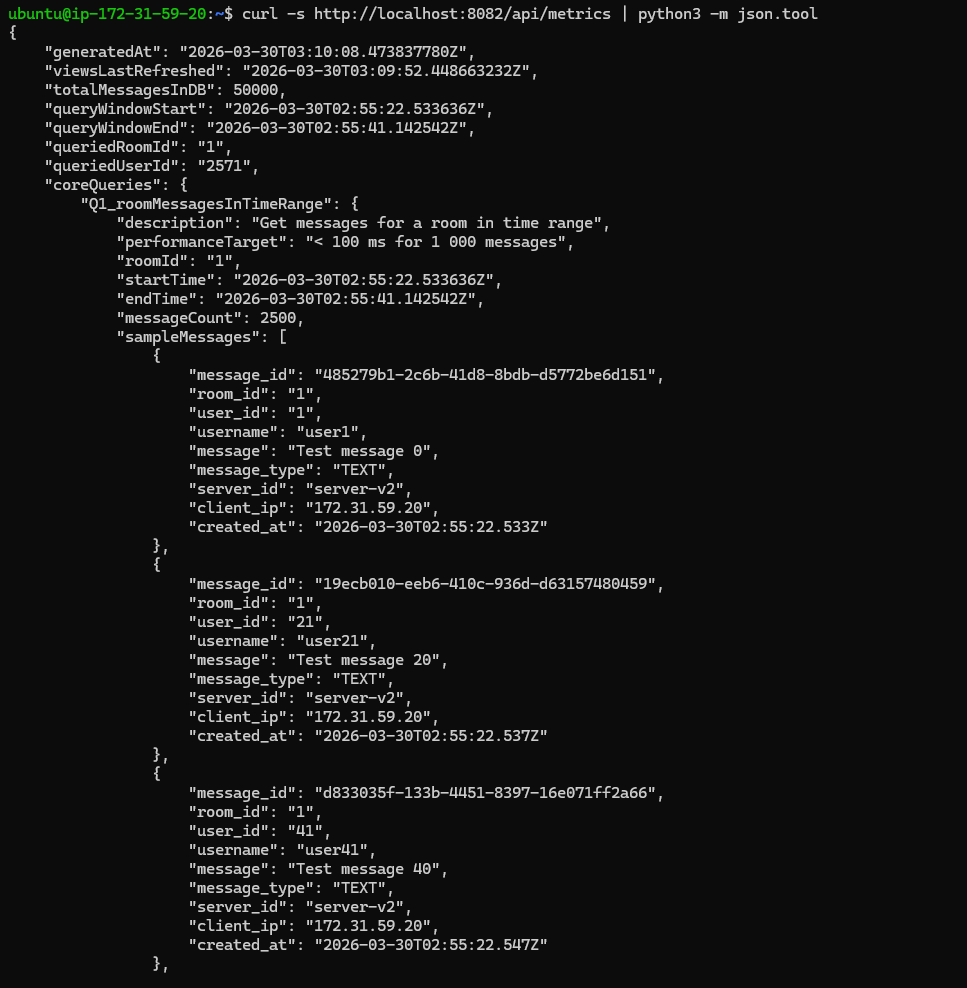 ubuntu@ip-172-31-59-20:~$ curl -s http://localhost:8082/api/metrics | python3 -m json.tool
{
    "generatedAt": "2026-03-30T03:10:08.473837780Z",
    "viewsLastRefreshed": "2026-03-30T03:09:52.448663232Z",
    "totalMessagesInDB": 50000,
    "queryWindowStart": "2026-03-30T02:55:22.533636Z",
    "queryWindowEnd": "2026-03-30T02:55:41.142542Z",
    "queriedRoomId": "1",
    "queriedUserId": "2571",
    "coreQueries": {
        "Q1_roomMessagesInTimeRange": {
            "description": "Get messages for a room in time range",
            "performanceTarget": "< 100 ms for 1 000 messages",
            "roomId": "1",
            "startTime": "2026-03-30T02:55:22.533636Z",
            "endTime": "2026-03-30T02:55:41.142542Z",
            "messageCount": 2500,
            "sampleMessages": [
                {
                    "message_id": "485279b1-2c6b-41d8-8bdb-d5772be6d151",
                    "room_id": "1",
                    "user_id": "1",
                    "username": "user1",
                    "message": "Test message 0",
                    "message_type": "TEXT",
                    "server_id": "server-v2",
                    "client_ip": "172.31.59.20",
                    "created_at": "2026-03-30T02:55:22.533Z"
                },
                {
                    "message_id": "19ecb010-eeb6-410c-936d-d63157480459",
                    "room_id": "1",
                    "user_id": "21",
                    "username": "user21",
                    "message": "Test message 20",
                    "message_type": "TEXT",
                    "server_id": "server-v2",
                    "client_ip": "172.31.59.20",
                    "created_at": "2026-03-30T02:55:22.537Z"
                },
                {
                    "message_id": "d833035f-133b-4451-8397-16e071ff2a66",
                    "room_id": "1",
                    "user_id": "41",
                    "username": "user41",
                    "message": "Test message 40",
                    "message_type": "TEXT",
                    "server_id": "server-v2",
                    "client_ip": "172.31.59.20",
                    "created_at": "2026-03-30T02:55:22.547Z"
                },